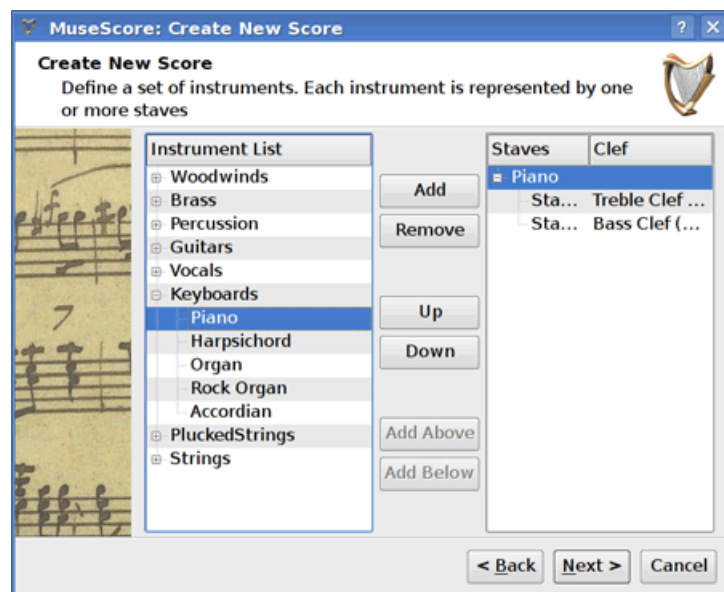 MuseScore: Create New Score
Create New Score
Define a set of instruments. Each instrument is represented by one
or more staves
Instrument List
Woodwinds
Brass
Percussion
Guitars
Vocals
Keyboards
Piano
Harpsichord
Organ
Rock Organ
Accordian
PluckedStrings
Strings
Add
Remove
Up
Down
Add Above
Add Below
Staves Clef
Piano
Sta... Treble Clef ...
Sta... Bass Clef (...
7
< Back Next > Cancel